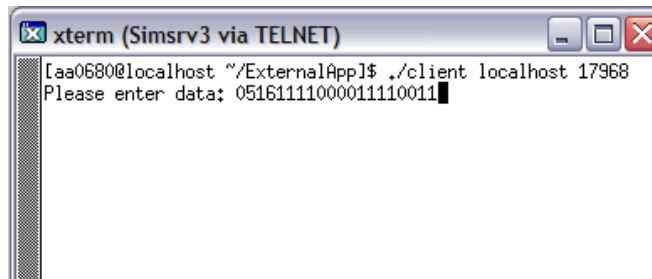 xterm (Simsrv3 via TELNET)
[aa0680@localhost ~/ExternalApp]$ ./client localhost 17968
Please enter data: 05161111000011110011